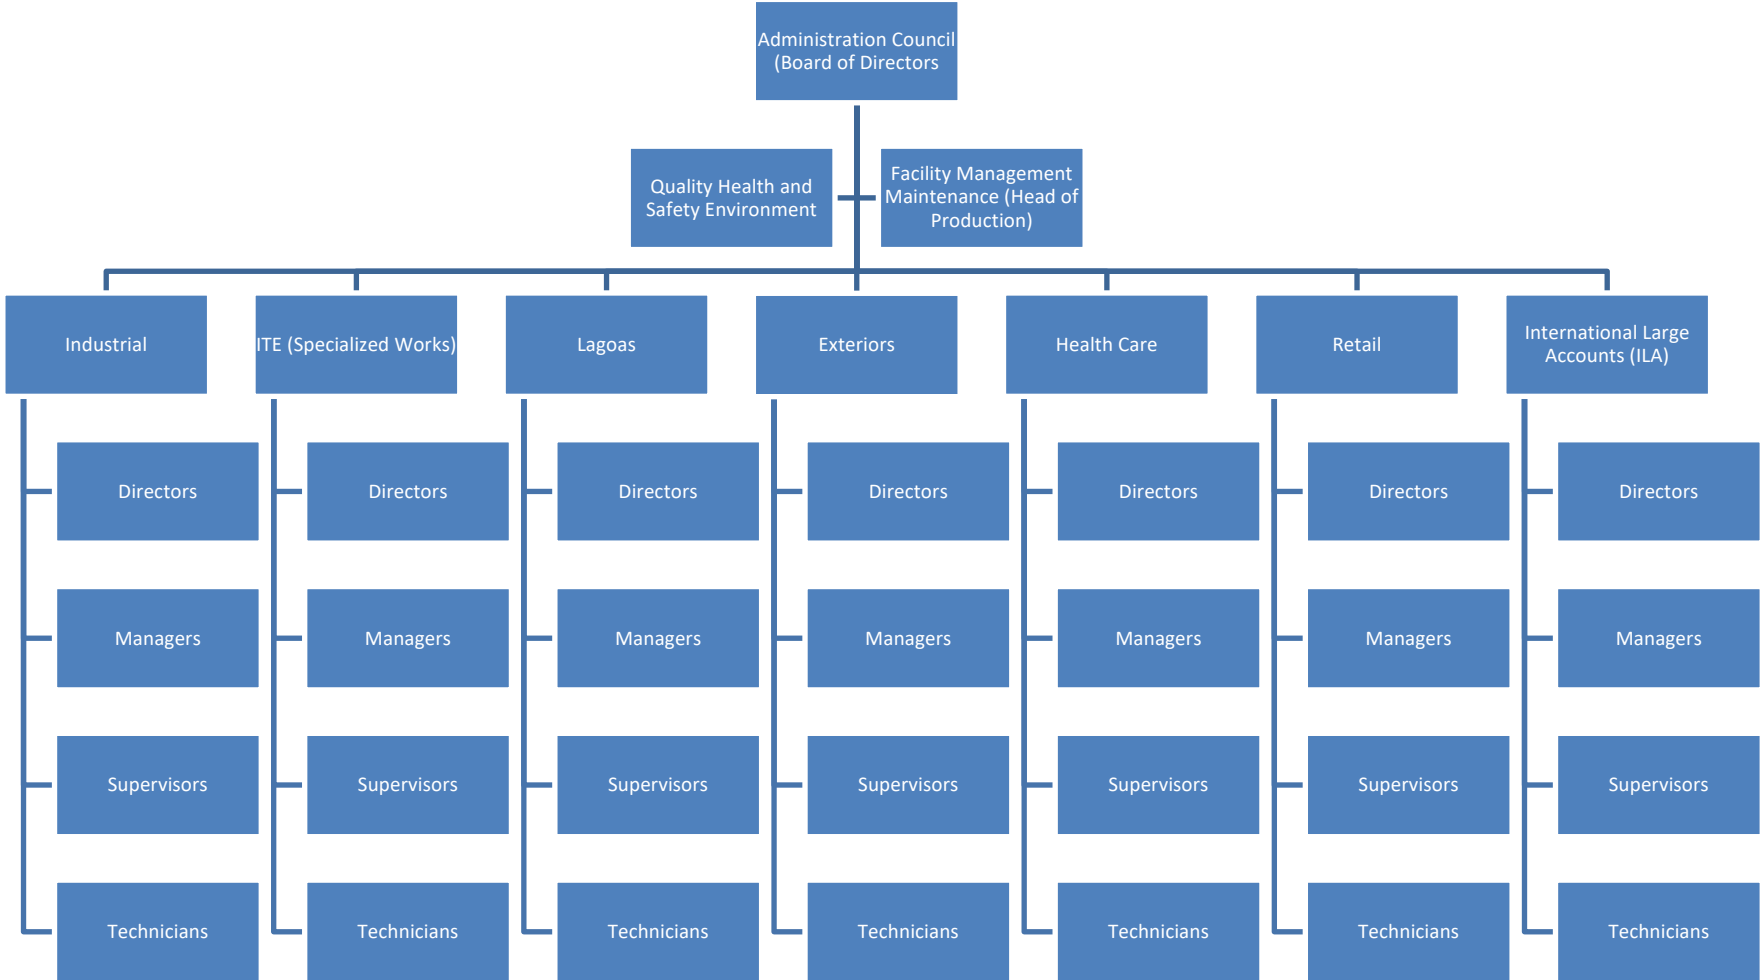 Administration Council
(Board of Directors
Quality Health and
Safety Environment
Facility Management
Maintenance (Head of
Production)
Industrial
ITE (Specialized Works)
Lagoas
Exteriors
Health Care
Retail
International Large
Accounts (ILA)
Directors
Directors
Directors
Directors
Directors
Directors
Directors
Managers
Managers
Managers
Managers
Managers
Managers
Managers
Supervisors
Supervisors
Supervisors
Supervisors
Supervisors
Supervisors
Supervisors
Technicians
Technicians
Technicians
Technicians
Technicians
Technicians
Technicians